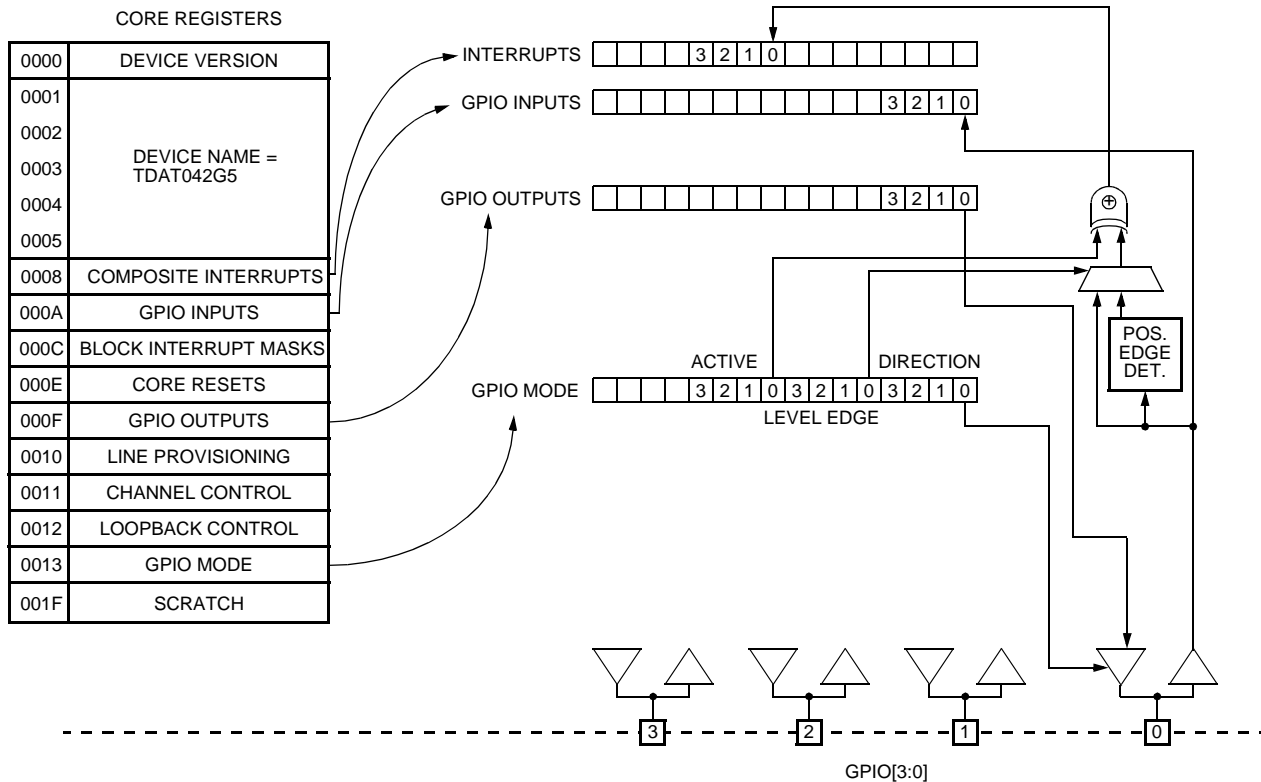 CORE REGISTERS
0000 DEVICE VERSION
0001
0002
0003
0004
0005
DEVICE NAME =
TDAT042G5
0008 COMPOSITE INTERRUPTS
000A GPIO INPUTS
000C BLOCK INTERRUPT MASKS
000E CORE RESETS
000F GPIO OUTPUTS
0010 LINE PROVISIONING
0011 CHANNEL CONTROL
0012 LOOPBACK CONTROL
0013 GPIO MODE
001F SCRATCH
INTERRUPTS 3 2 1 0
GPIO INPUTS 3 2 1 0
GPIO OUTPUTS 3 2 1 0
POS.
EDGE
DET.
ACTIVE DIRECTION
GPIO MODE 3 2 1 0 3 2 1 0 3 2 1 0
LEVEL EDGE
3 2 1 0
GPIO[3:0]